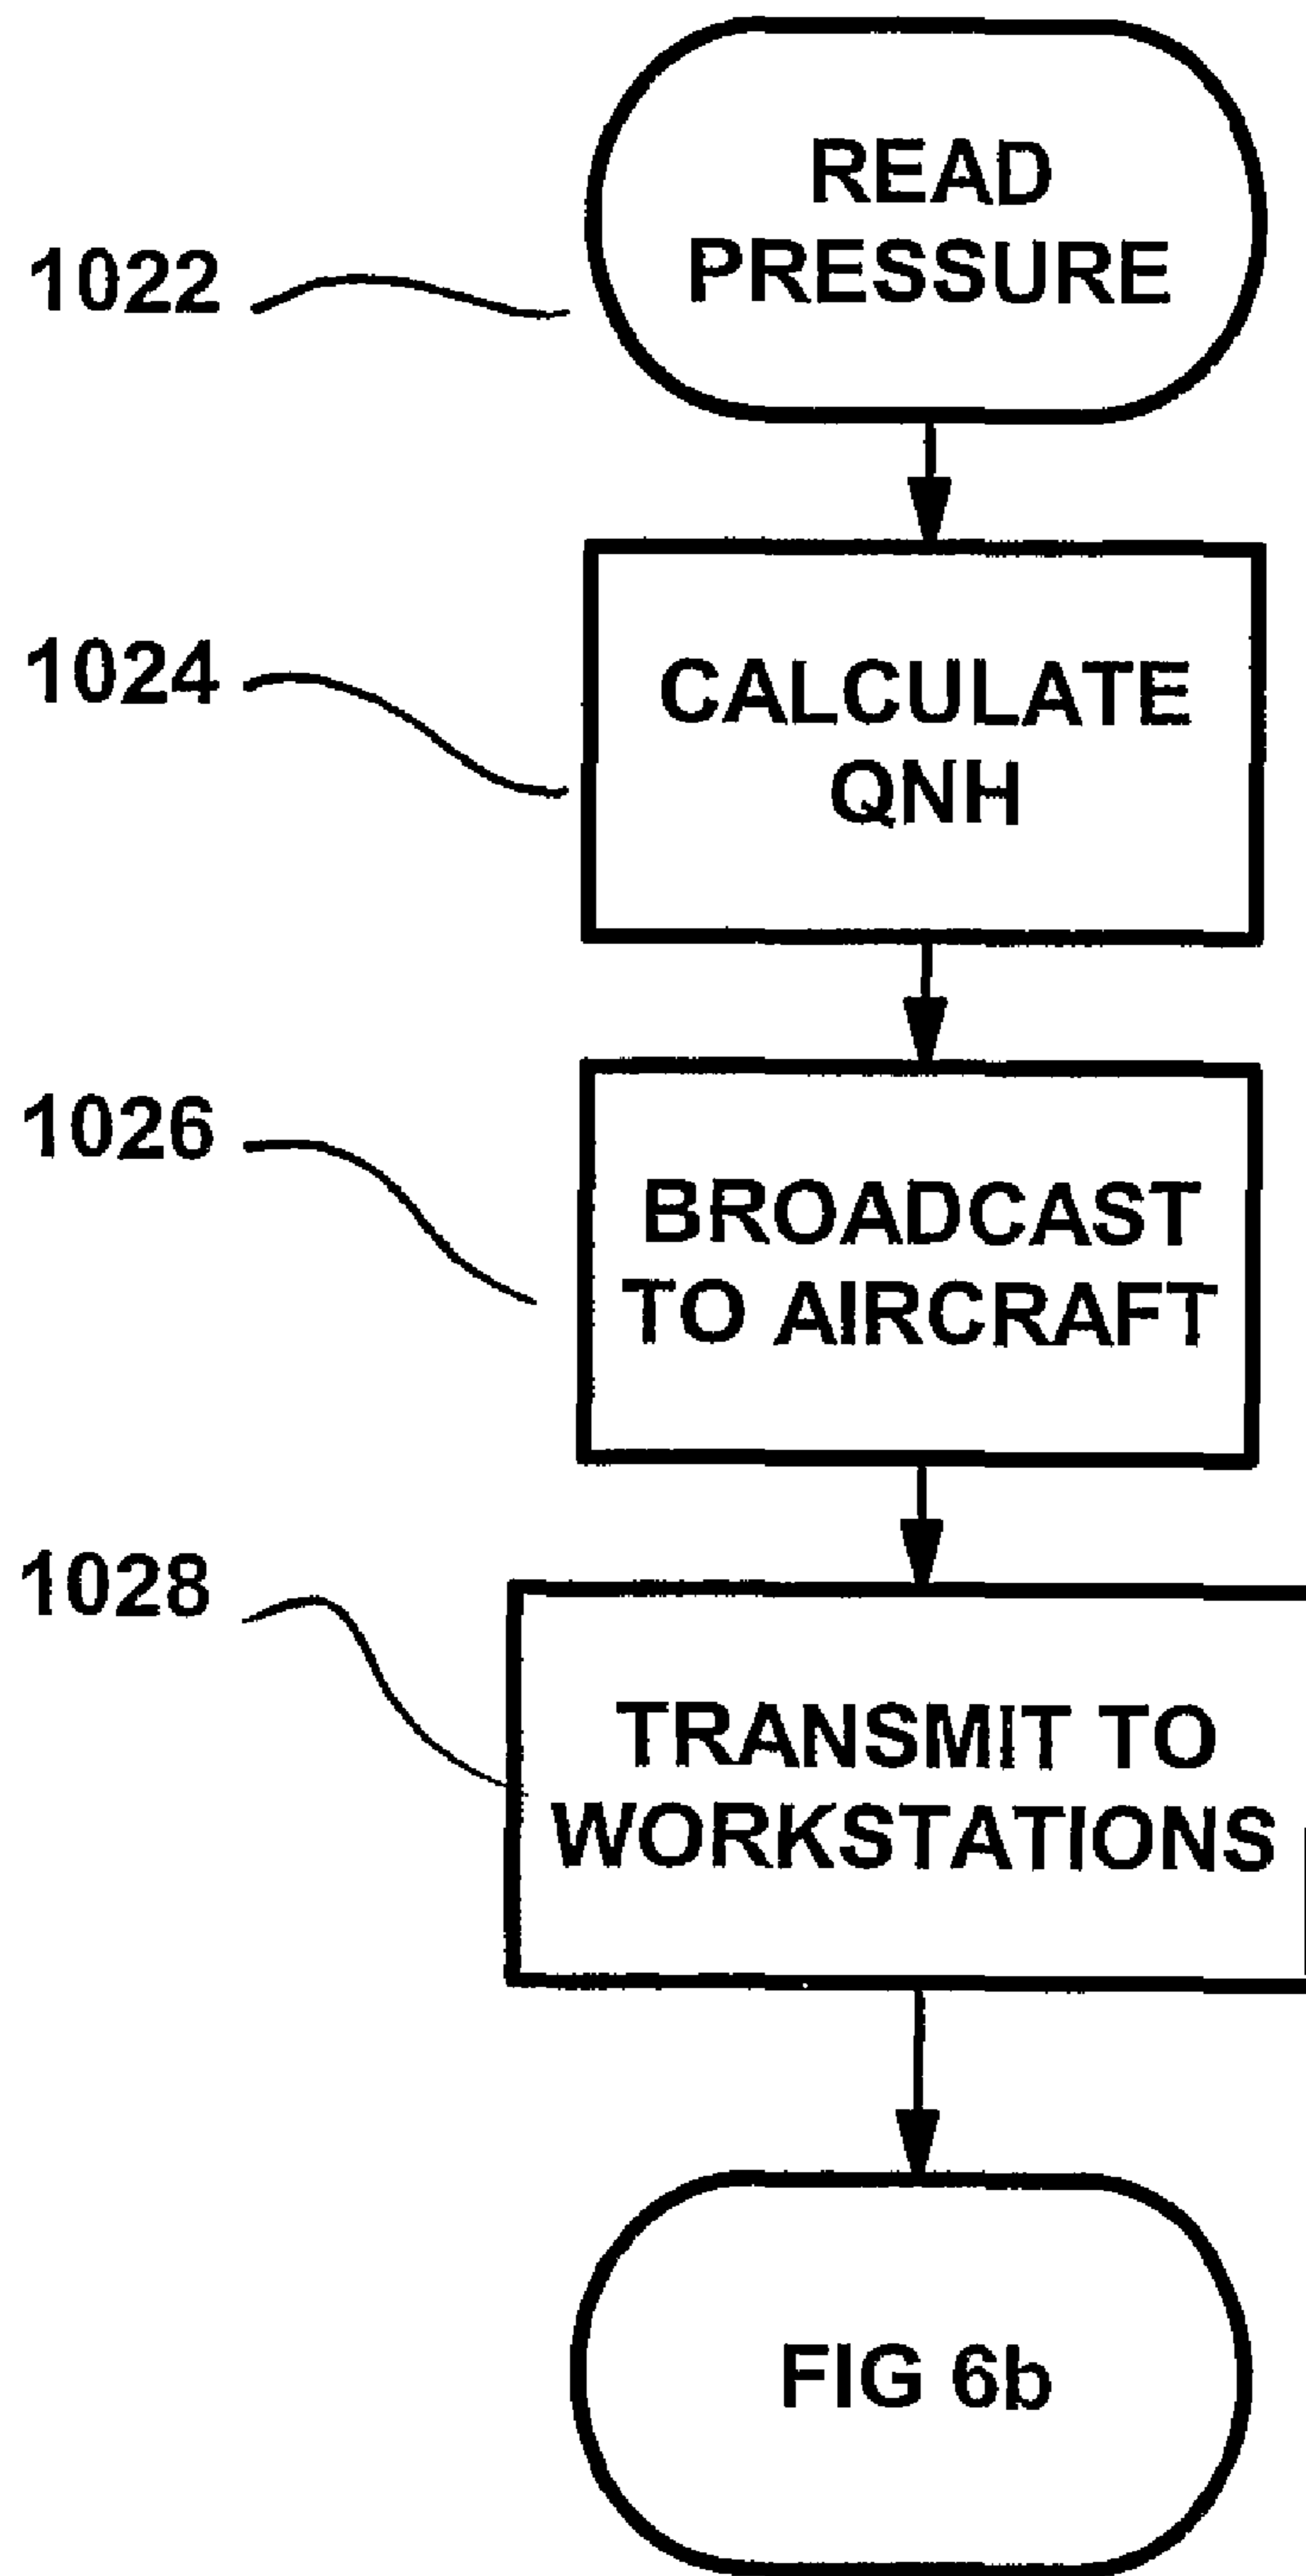 READ
PRESSURE
1022
1024
CALCULATE
QNH
1026
BROADCAST
TO AIRCRAFT
1028
TRANSMIT TO
WORKSTATIONS
FIG 6b